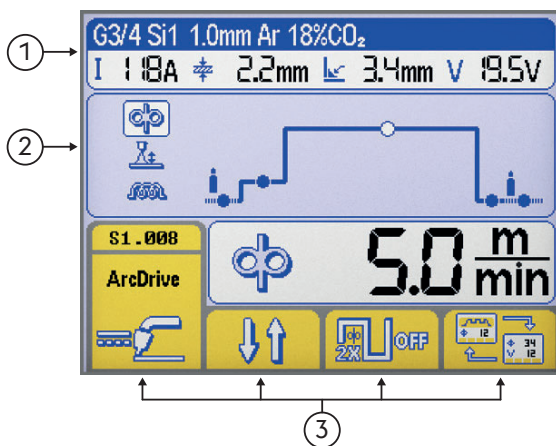 G3/4 Si1 1.0mm Ar 18%CO₂
1
I 118A 2.2mm 3.4mm V 19.5V
2
S1.008
ArcDrive
5.0 m/min
2X OFF
12
34
V 12
3